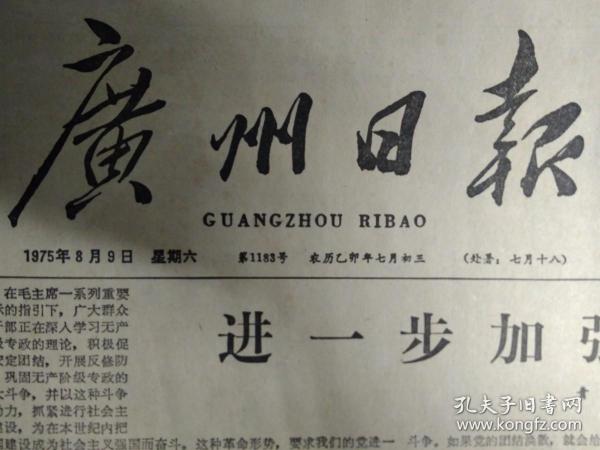 廣州日報
GUANGZHOU RIBAO
1975年8月9日 星期六 第1183号 农历乙卯年七月初三 (处暑:七月十八)
进一步加强
在毛主席一系列重要
的指引下,广大群众
部正在深入学习无产
专政的理论,积极促
定团结,开展反修防
巩固无产阶级专政的
斗争,并以这种斗争
力,抓紧进行社会主
建设,为在本世纪内把
建设成为社会主义强国而奋斗。这种革命形势,要求我们的党进一
斗争。如果党的团结涣散,就会给
孔夫子旧书网
www.kongfz.com